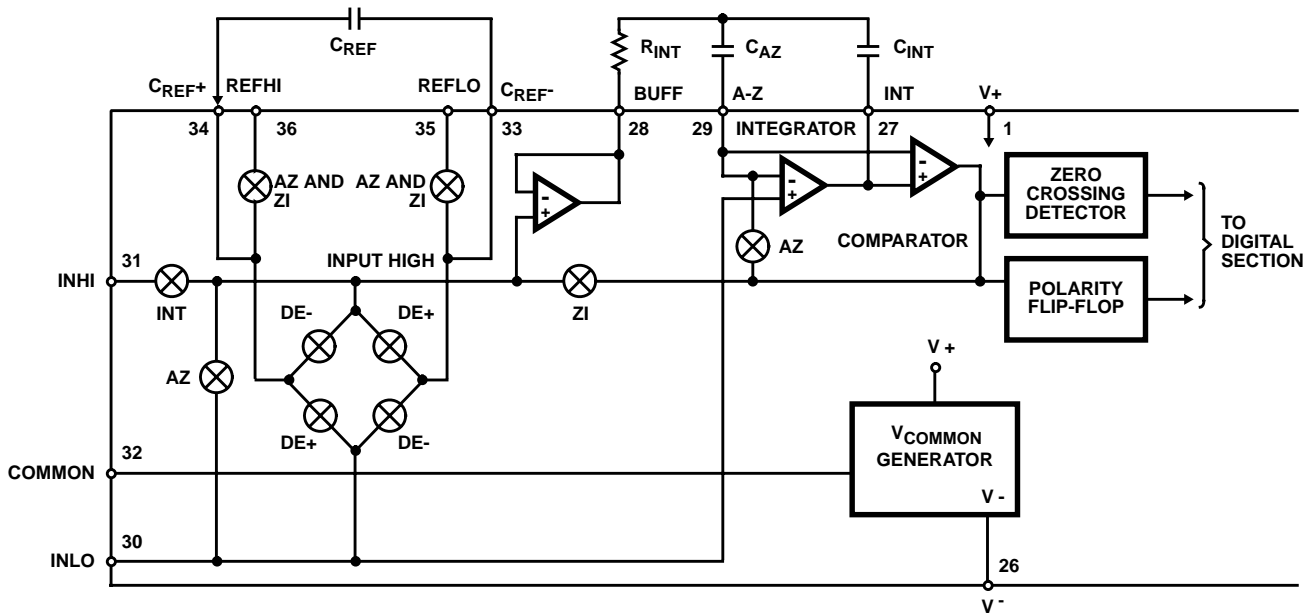 C_REF
R_INT
C_AZ
C_INT
C_REF+ REFHI
REFLO
C_REF-
BUFF
A-Z
INT
V+
34
36
35
33
28
29
INTEGRATOR
27
1
AZ AND
ZI
AZ AND
ZI
-
+
-
+
-
+
ZERO
CROSSING
DETECTOR
TO
DIGITAL
SECTION
31
INHI
INT
INPUT HIGH
AZ
COMPARATOR
ZI
POLARITY
FLIP-FLOP
DE-
DE+
AZ
DE+
DE-
V+
32
COMMON
V_COMMON
GENERATOR
V -
30
INLO
26
V -